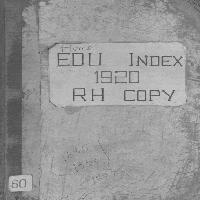 EDU INDEX
1920
RH COPY
60